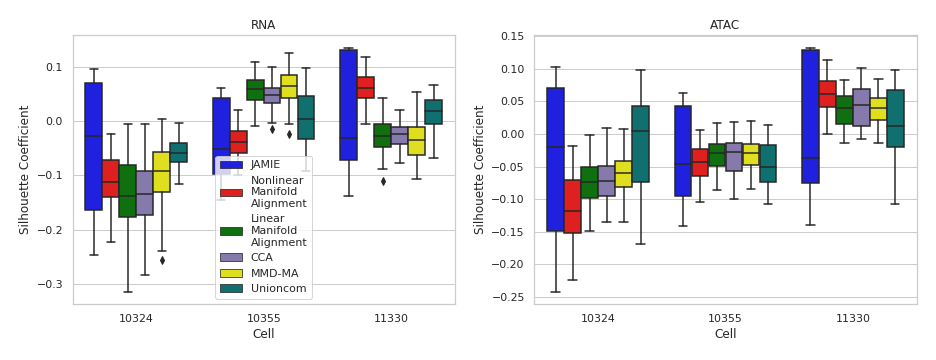 RNA
Silhouette Coefficient
0.1
0.0
−0.1
−0.2
−0.3
10324
10355
11330
Cell
JAMIE
Nonlinear
Manifold
Alignment
Linear
Manifold
Alignment
CCA
MMD-MA
Unioncom
ATAC
Silhouette Coefficient
0.15
0.10
0.05
0.00
−0.05
−0.10
−0.15
−0.20
−0.25
10324
10355
11330
Cell